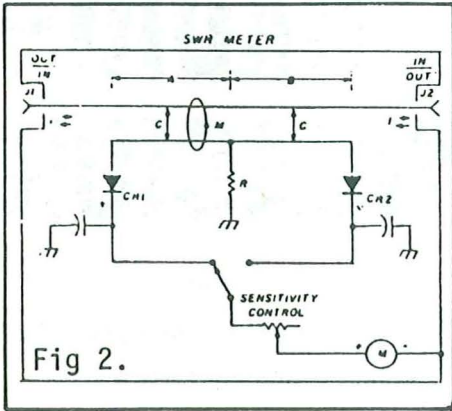 SWR METER
OUT
IN
IN
OUT
A
B
J1
J2
I
C
M
C
I
R
CR1
CR2
SENSITIVITY
CONTROL
+ M -
Fig 2.